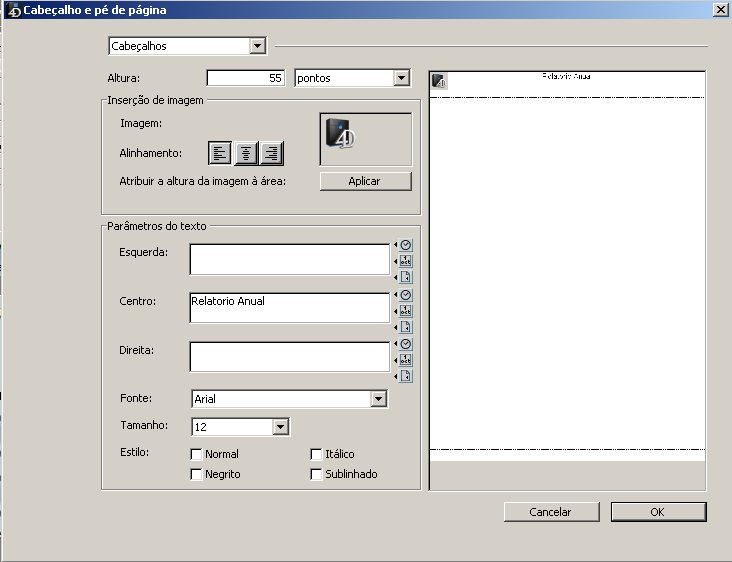 Cabeçalho e pé de página
Cabeçalhos
Altura: 55 pontos
Inserção de imagem
Imagem:
4D
Alinhamento:
Atribuir a altura da imagem à área: Aplicar
Parâmetros do texto
Esquerda:
Centro: Relatorio Anual
Direita:
Fonte: Arial
Tamanho: 12
Estilo: Normal Itálico
Negrito Sublinhado
Relatorio Anual
Cancelar OK